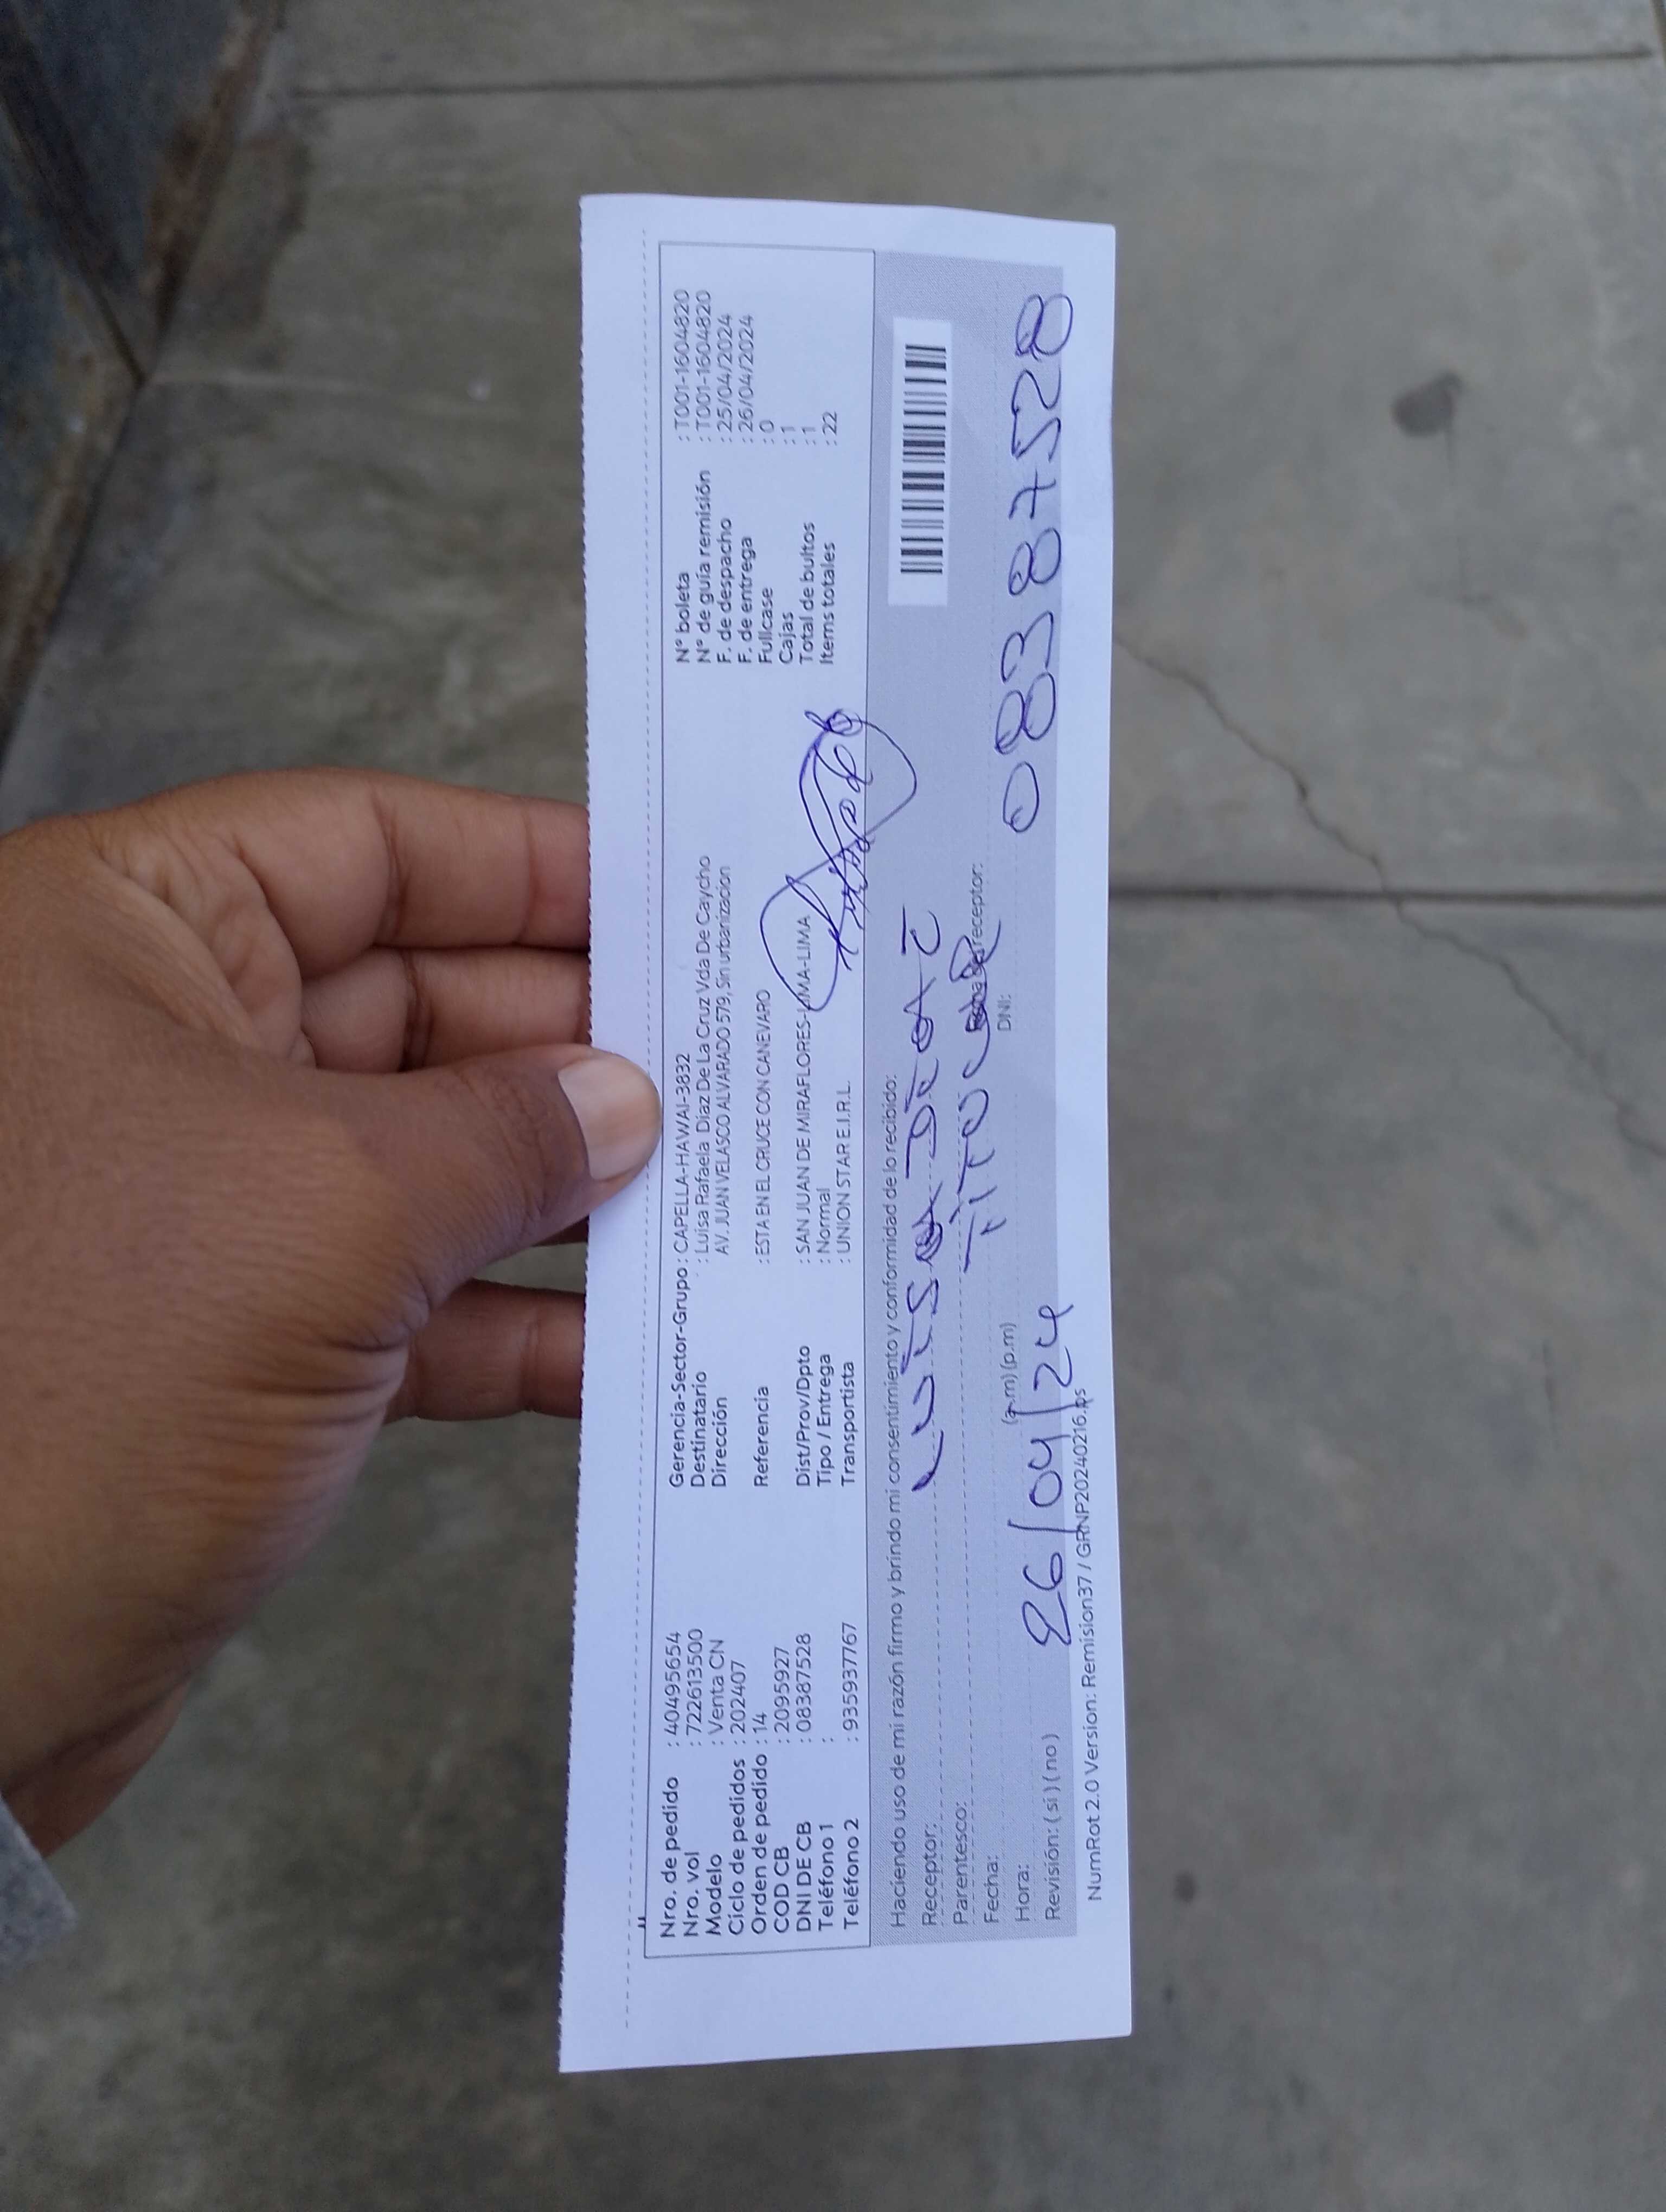 Nro. de pedido : 40495654
Nro. vol : 722613500
Modelo : Venta CN
Ciclo de pedidos : 202407
Orden de pedido : 14
COD CB : 2095927
DNI DE CB : 08387528
Teléfono 1 :
Teléfono 2 : 935937767
Gerencia-Sector-Grupo : CAPELLA-HAWAI-3832
Destinatario : Luisa Rafaela Diaz De La Cruz Vda De Caycho
Dirección AV. JUAN VELASCO ALVARADO 579, Sin urbanizacion
Referencia : ESTA EN EL CRUCE CON CANEVARO
Dist/Prov/Dpto : SAN JUAN DE MIRAFLORES-LIMA-LIMA
Tipo / Entrega : Normal
Transportista : UNION STAR E.I.R.L.
N° boleta : T001-1604820
N° de guía remisión : T001-1604820
F. de despacho : 25/04/2024
F. de entrega : 26/04/2024
Fullcase : 0
Cajas : 1
Total de bultos : 1
Items totales : 22
Haciendo uso de mi razón firmo y brindo mi consentimiento y conformidad de lo recibido:
Receptor: LUISA
Parentesco: TITULAR
receptor:
Fecha: 26/04/24
DNI: 08387528
Hora: (a.m) (p.m)
Revisión: ( si ) ( no )
NumRot 2.0 Version: Remision37 / GRNP20240216.ps